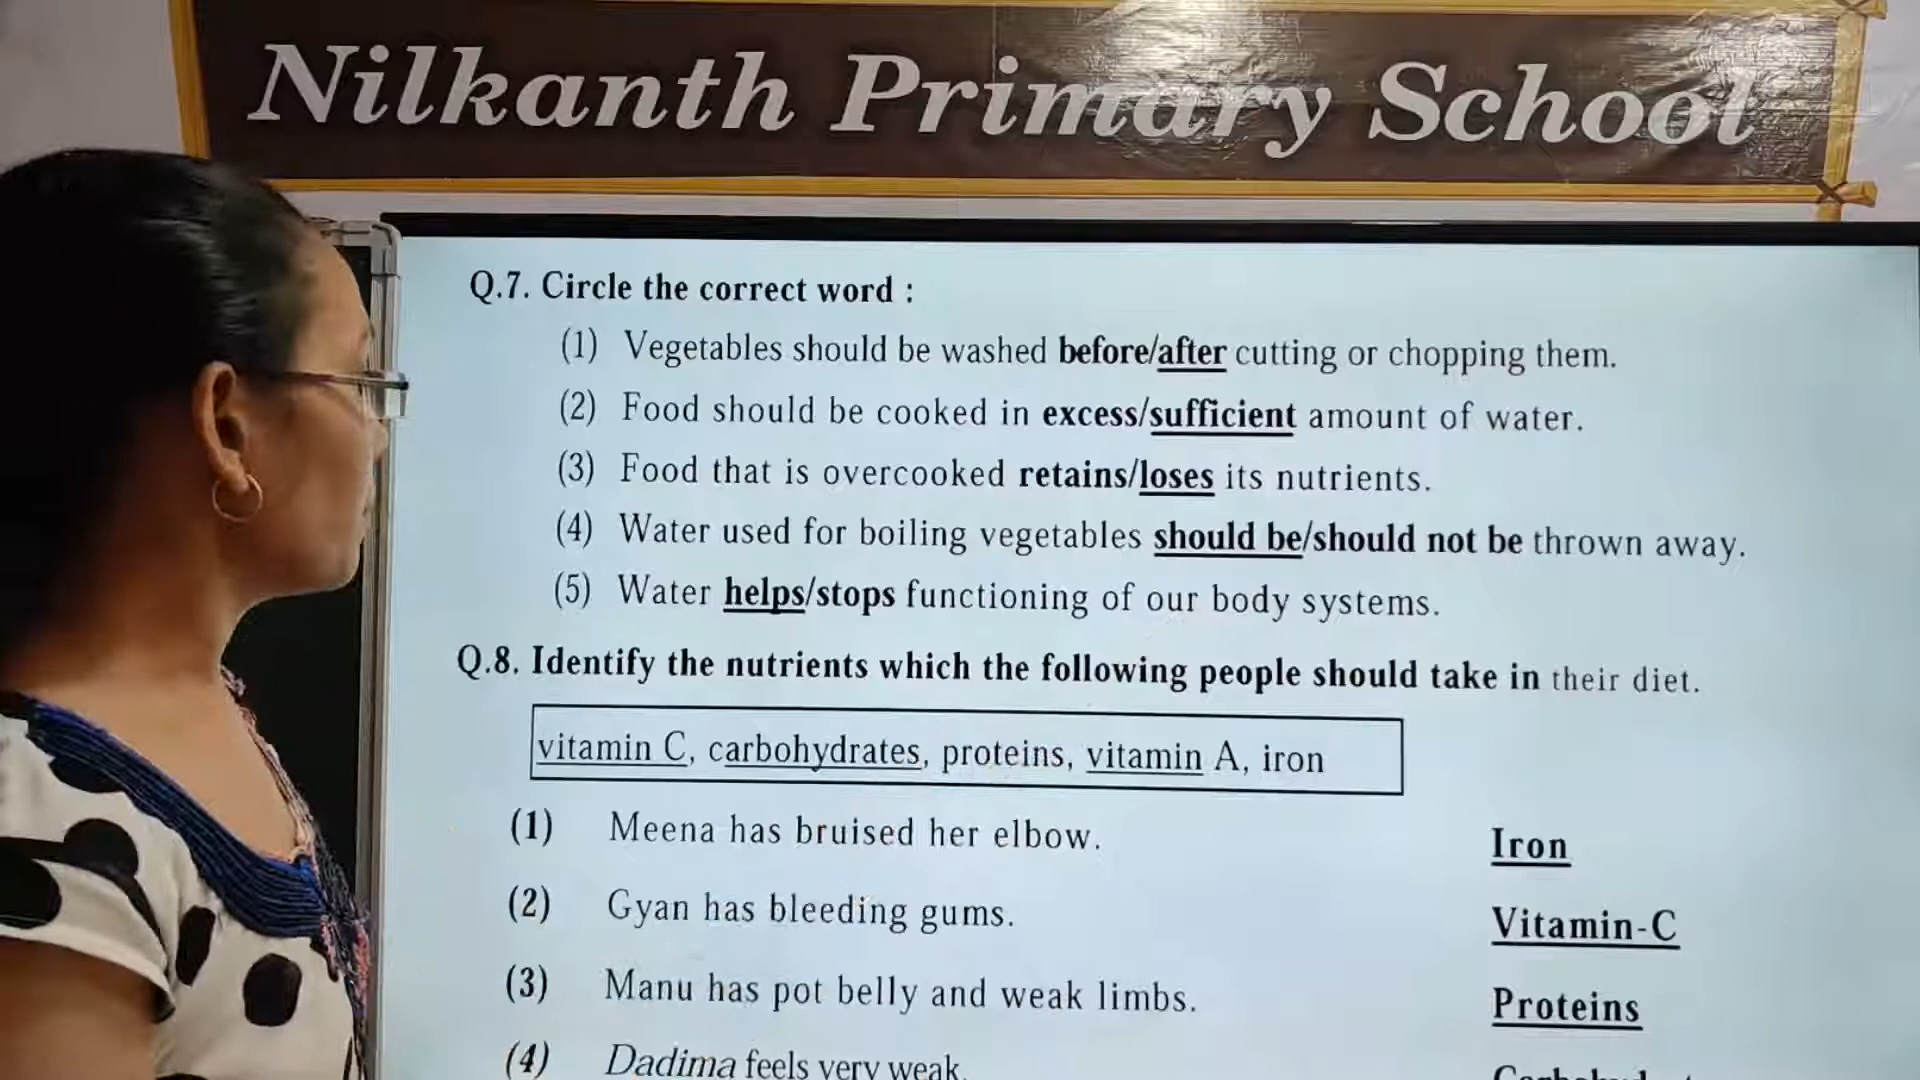 Nilkanth Primary School
Q.7. Circle the correct word :
(1) Vegetables should be washed before/after cutting or chopping them.
(2) Food should be cooked in excess/sufficient amount of water.
(3) Food that is overcooked retains/loses its nutrients.
(4) Water used for boiling vegetables should be/should not be thrown away.
(5) Water helps/stops functioning of our body systems.
Q.8. Identify the nutrients which the following people should take in their diet.
vitamin C, carbohydrates, proteins, vitamin A, iron
(1) Meena has bruised her elbow. Iron
(2) Gyan has bleeding gums. Vitamin-C
(3) Manu has pot belly and weak limbs. Proteins
(4) Dadima feels very weak.